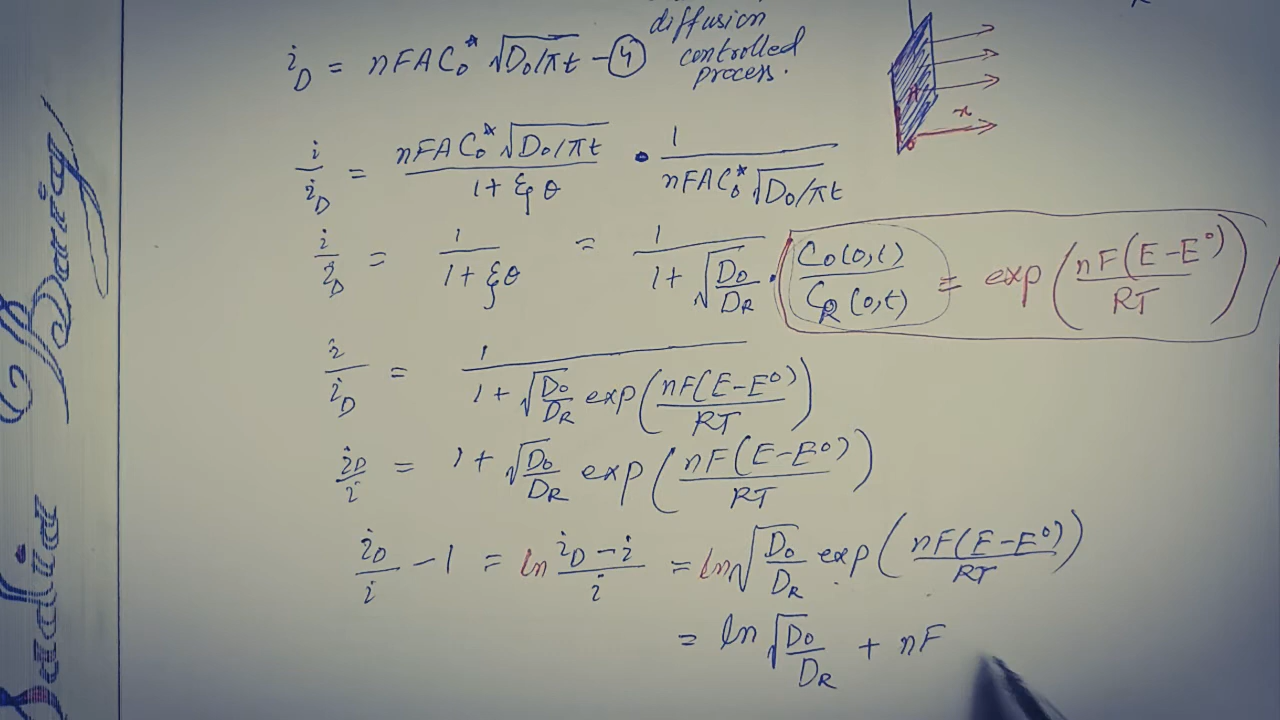 diffusion
controlled
process.
i_D = nFAC_o* √D_o/πt - ④
i/i_D = nFAC_o* √D_o/πt / 1 + ξθ • 1 / nFAC_o* √D_o/πt
i/i_D = 1 / 1 + ξθ = 1 / 1 + √D_o/D_R . C_o(0,t) / C_R(0,t) = exp(nF(E-E°)/RT)
i/i_D = 1 / 1 + √D_o/D_R exp(nF(E-E°)/RT)
i_D/i = 1 + √D_o/D_R exp(nF(E-E°)/RT)
i_D/i - 1 = ln i_D - i / i = ln √D_o/D_R exp(nF(E-E°)/RT)
= ln √D_o/D_R + nF
A
x
0
Sadia